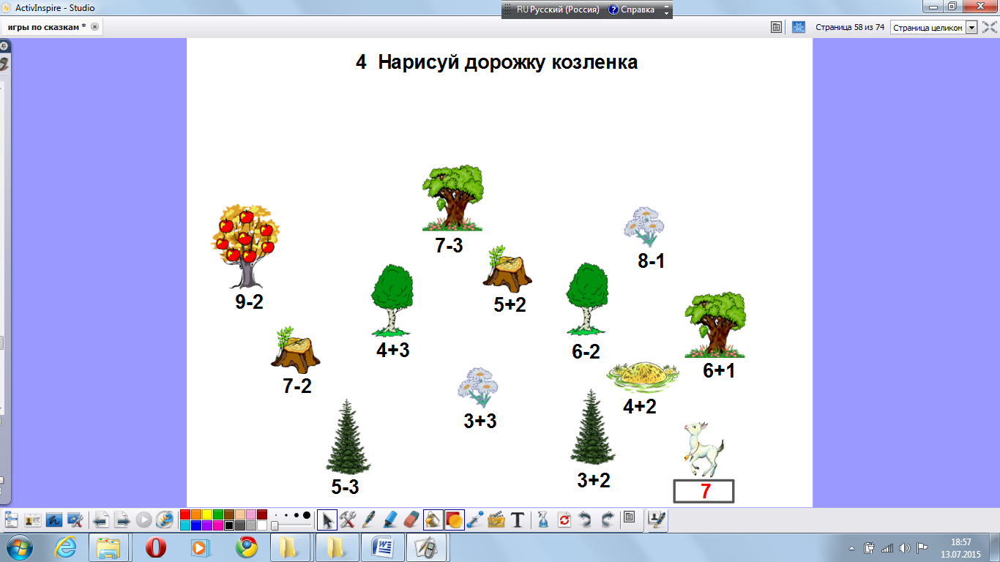 ActivInspire - Studio
RU Русский (Россия) ? Справка
игры по сказкам *
Страница 58 из 74
Страница целиком
4 Нарисуй дорожку козленка
7-3
8-1
9-2
5+2
4+3
6-2
6+1
7-2
4+2
3+3
3+2
5-3
7
T
W
18:57
13.07.2015